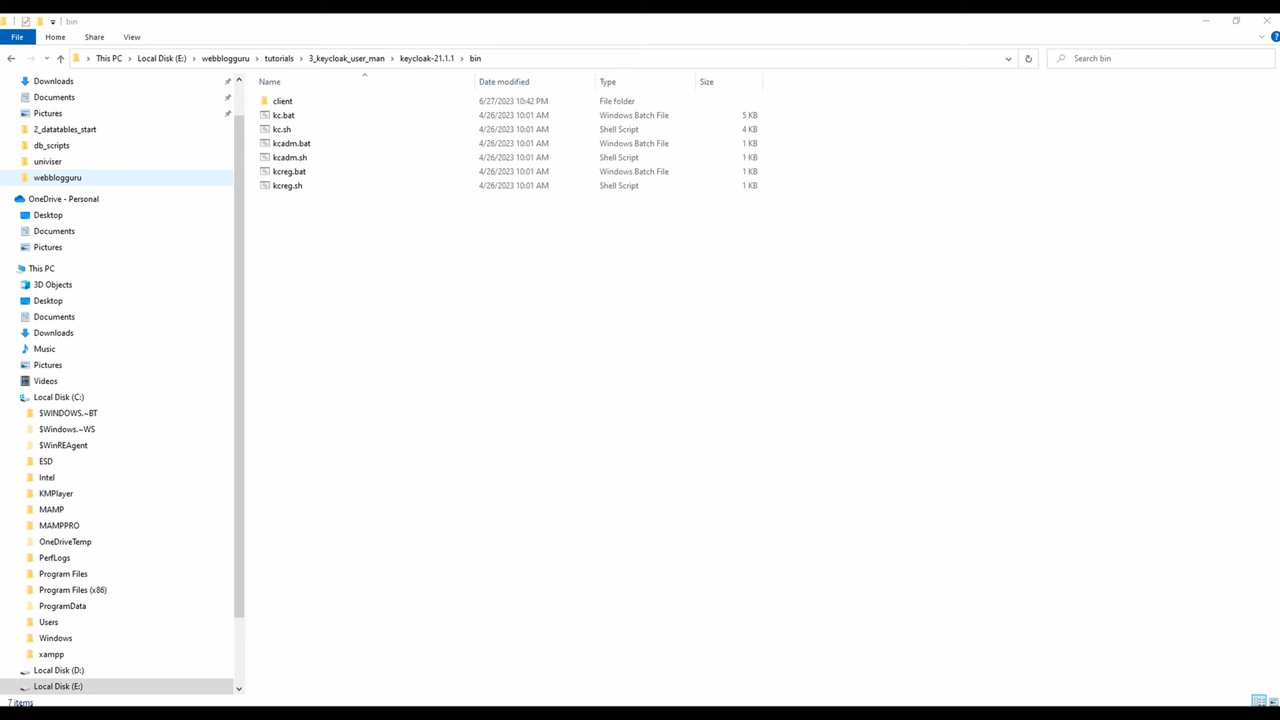 bin
File Home Share View
This PC Local Disk (E:) webblogguru tutorials 3_keycloak_user_man keycloak-21.1.1 bin Search bin
Name Date modified Type Size
Downloads
Documents
Pictures
2_datatables_start
db_scripts
univiser
webblogguru
OneDrive - Personal
Desktop
Documents
Pictures
This PC
3D Objects
Desktop
Documents
Downloads
Music
Pictures
Videos
Local Disk (C:)
$WINDOWS.~BT
$Windows.~WS
$WinREAgent
ESD
Intel
KMPlayer
MAMP
MAMPPRO
OneDriveTemp
PerfLogs
Program Files
Program Files (x86)
ProgramData
Users
Windows
xampp
Local Disk (D:)
Local Disk (E:)
client 6/27/2023 10:42 PM File folder
kc.bat 4/26/2023 10:01 AM Windows Batch File 5 KB
kc.sh 4/26/2023 10:01 AM Shell Script 4 KB
kcadm.bat 4/26/2023 10:01 AM Windows Batch File 1 KB
kcadm.sh 4/26/2023 10:01 AM Shell Script 1 KB
kcreg.bat 4/26/2023 10:01 AM Windows Batch File 1 KB
kcreg.sh 4/26/2023 10:01 AM Shell Script 1 KB
7 items